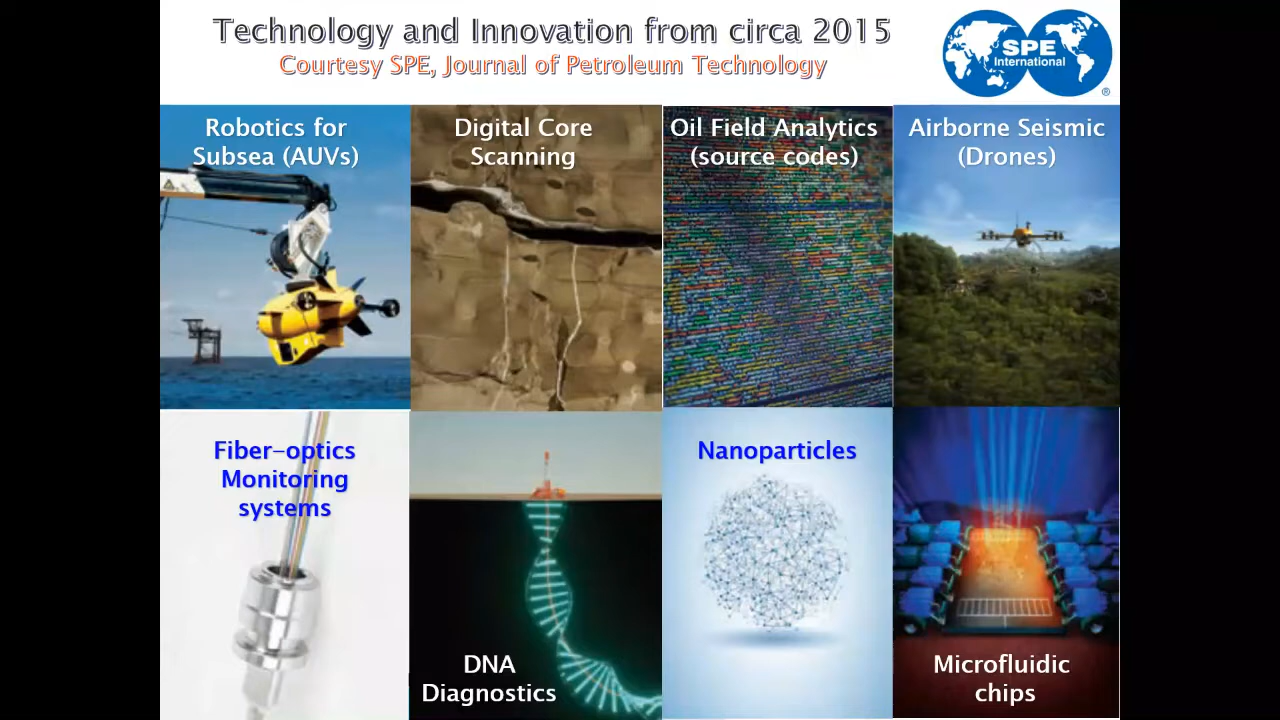 Technology and Innovation from circa 2015
Courtesy SPE, Journal of Petroleum Technology
SPE
International
®
Robotics for
Subsea (AUVs)
Digital Core
Scanning
Oil Field Analytics
(source codes)
Airborne Seismic
(Drones)
Fiber-optics
Monitoring
systems
DNA
Diagnostics
Nanoparticles
Microfluidic
chips